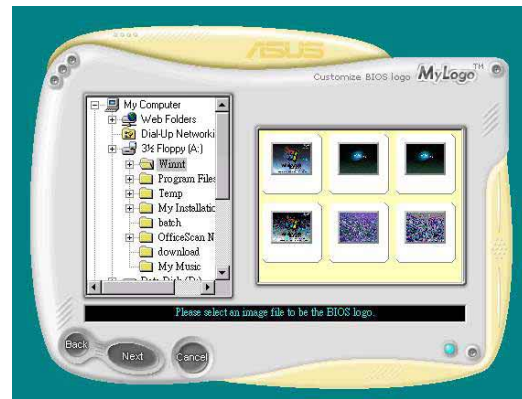 ASUS
Customize BIOS logo MyLogo™
My Computer
Web Folders
Dial-Up Networki
3½ Floppy (A:)
Winnt
Program Files
Temp
My Installatic
batch
OfficeScan N
download
My Music
Please select an image file to be the BIOS logo.
Back
Next
Cancel